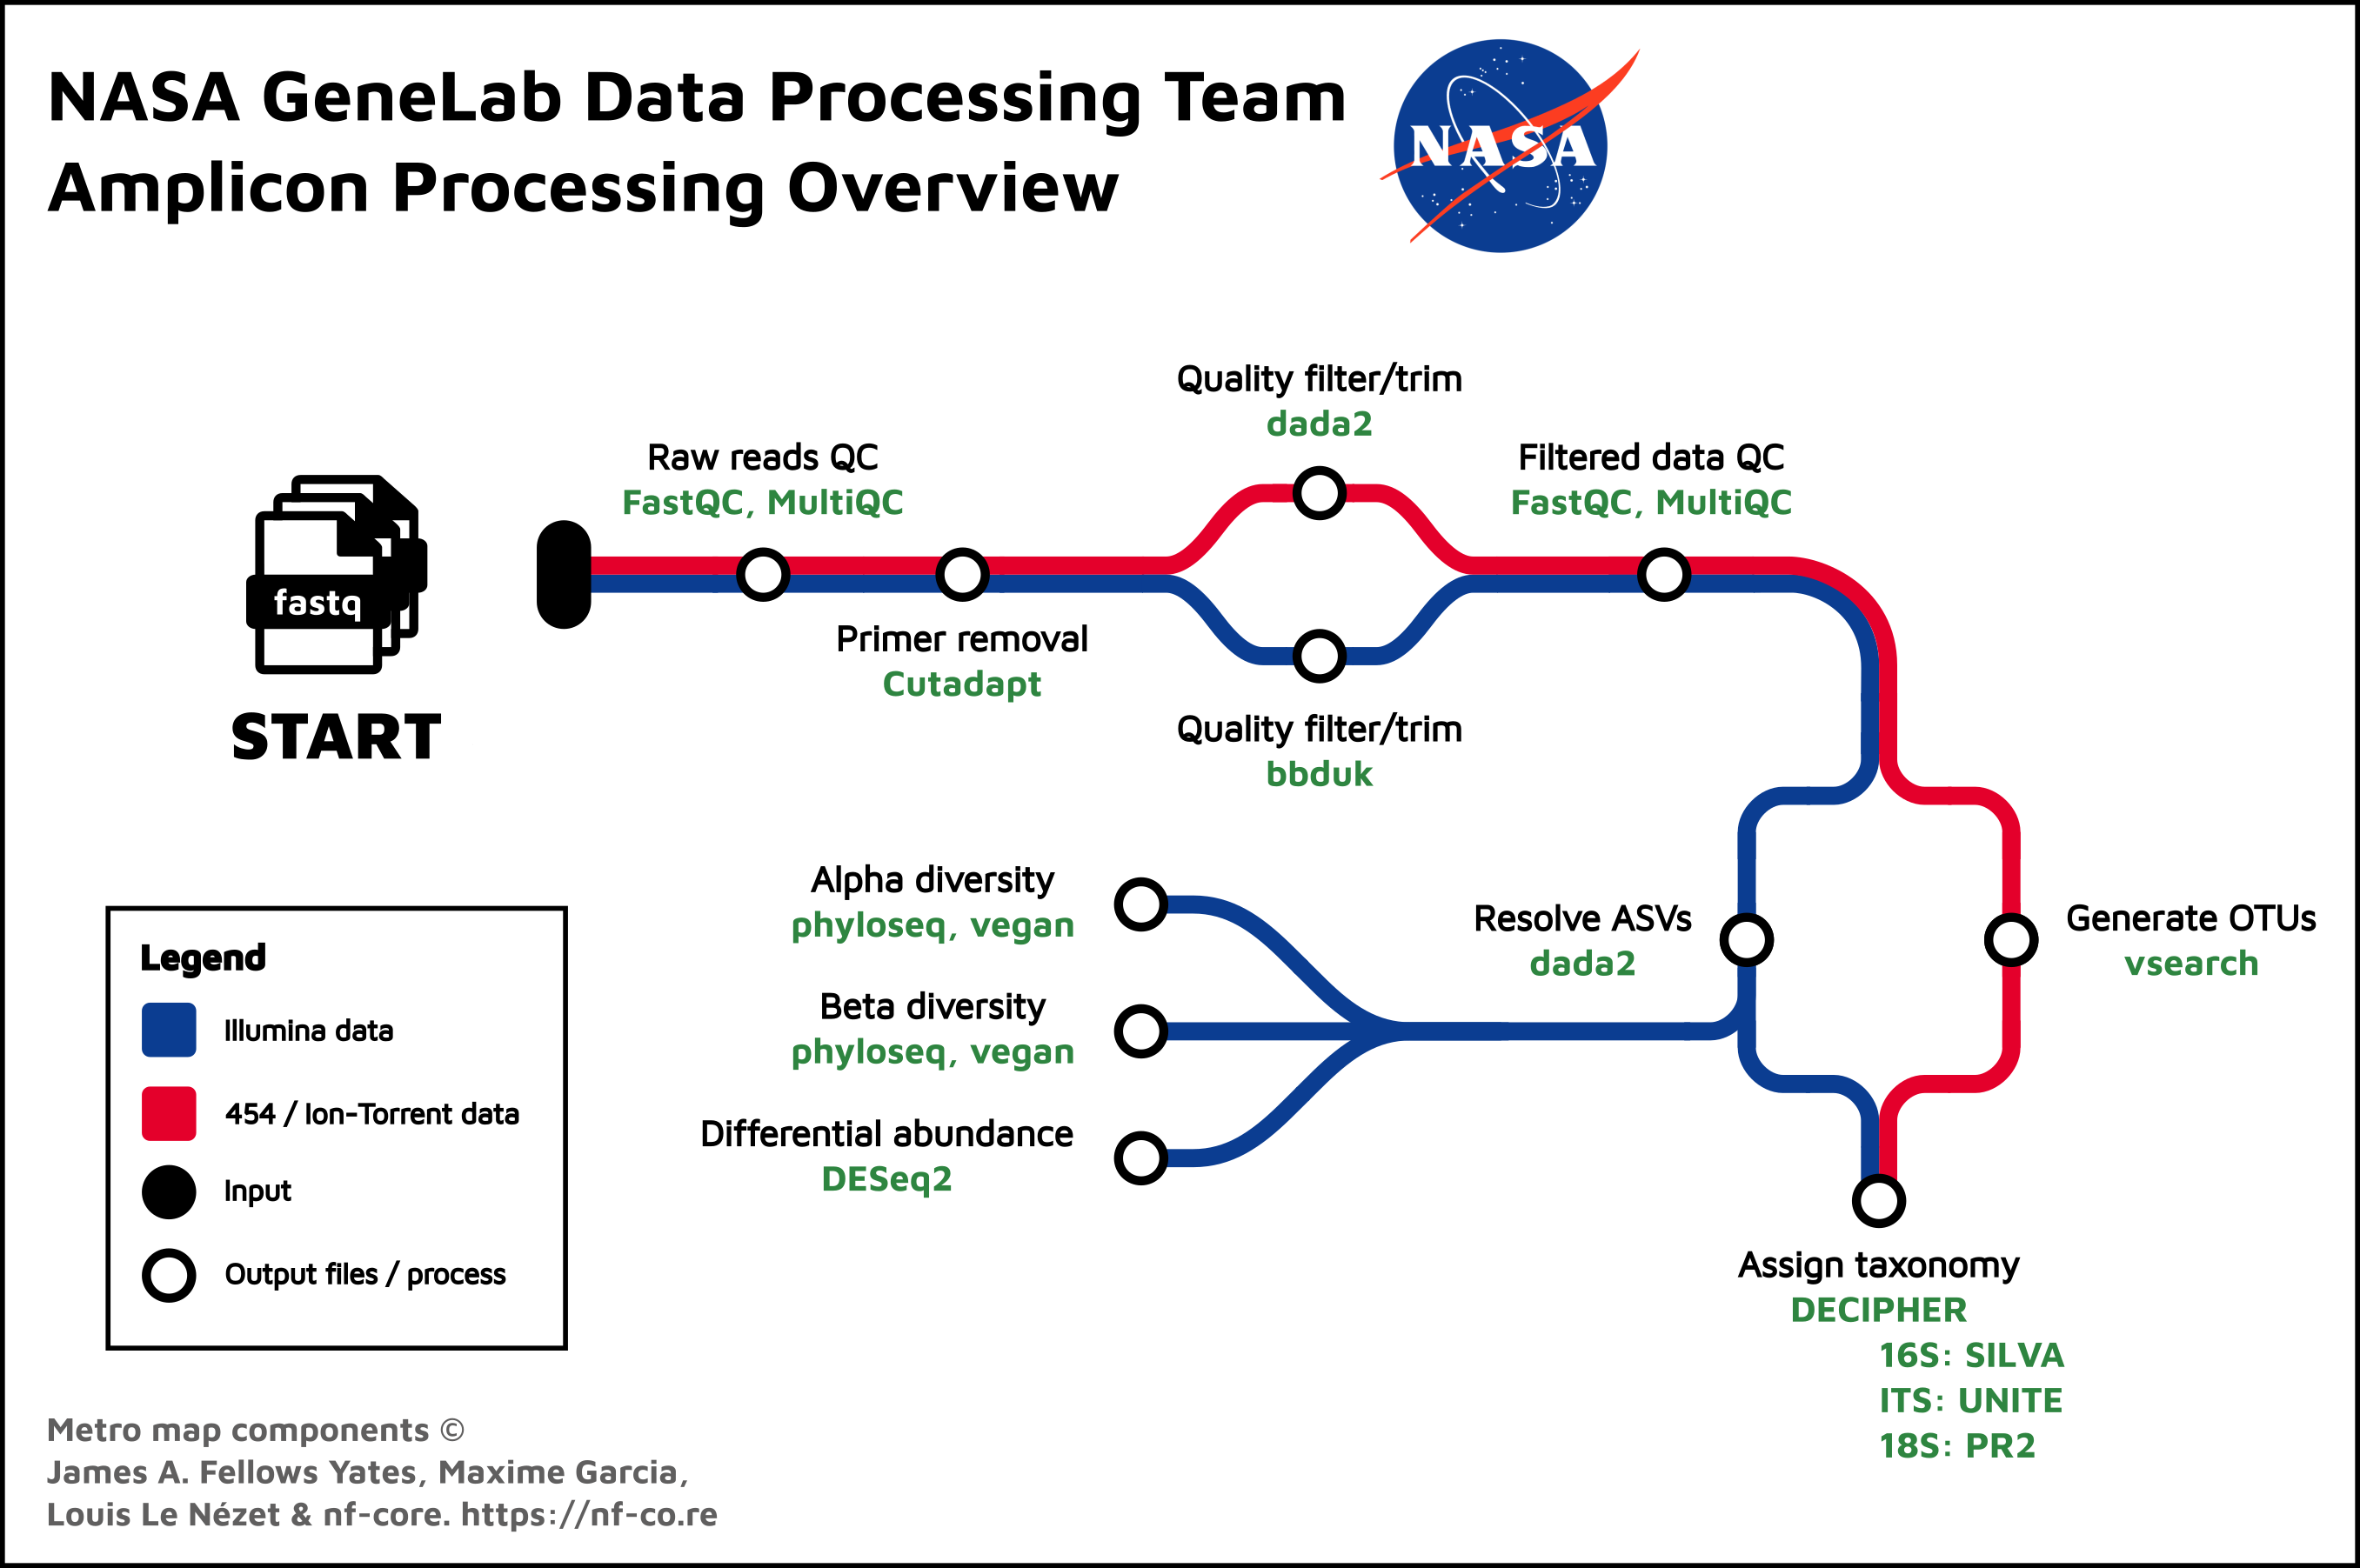 NASA GeneLab Data Processing Team
Amplicon Processing Overview
NASA
Quality filter/trim
dada2
Raw reads QC
FastQC, MultiQC
Filtered data QC
FastQC, MultiQC
fastq
START
Primer removal
Cutadapt
Quality filter/trim
bbduk
Alpha diversity
phyloseq, vegan
Beta diversity
phyloseq, vegan
Differential abundance
DESeq2
Resolve ASVs
dada2
Generate OTUs
vsearch
Assign taxonomy
DECIPHER
16S: SILVA
ITS: UNITE
18S: PR2
Legend
Illumina data
454 / Ion-Torrent data
Input
Output files / process
Metro map components ©
James A. Fellows Yates, Maxime Garcia,
Louis Le Nézet & nf-core. https://nf-co.re